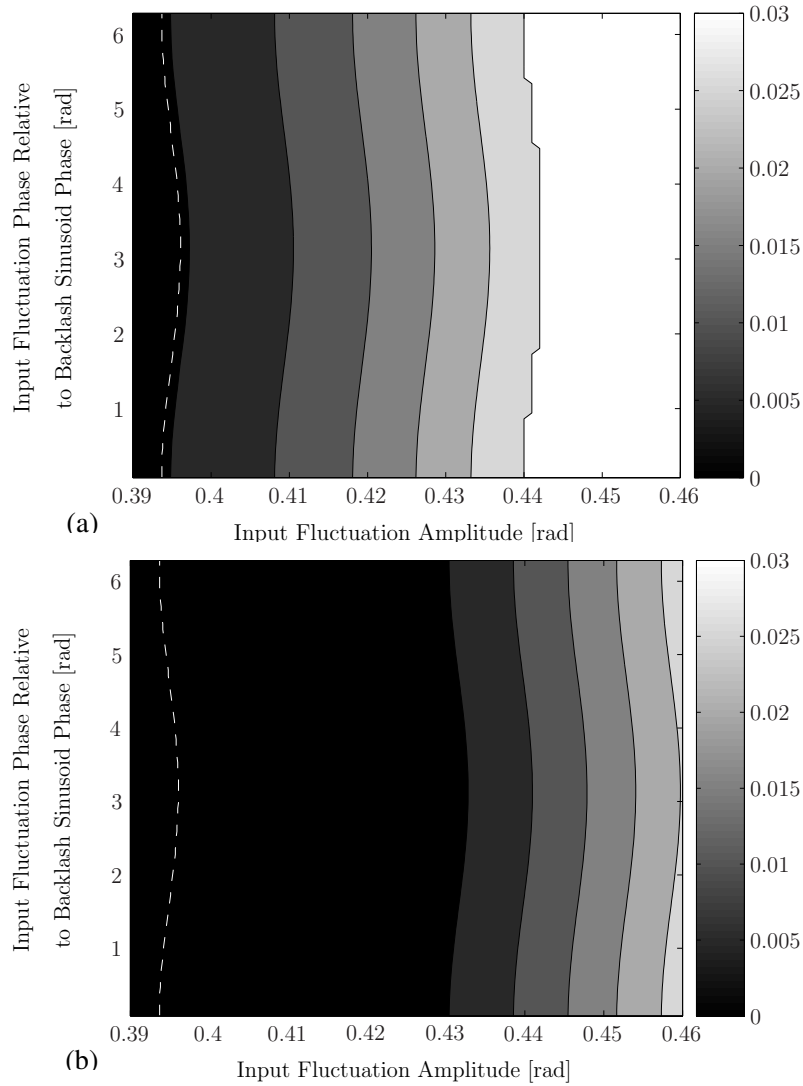 Input Fluctuation Phase Relative
to Backlash Sinusoid Phase [rad]
6
5
4
3
2
1
0.39 0.4 0.41 0.42 0.43 0.44 0.45 0.46
0.03
0.025
0.02
0.015
0.01
0.005
0
(a)
Input Fluctuation Amplitude [rad]
Input Fluctuation Phase Relative
to Backlash Sinusoid Phase [rad]
6
5
4
3
2
1
0.39 0.4 0.41 0.42 0.43 0.44 0.45 0.46
0.03
0.025
0.02
0.015
0.01
0.005
0
(b)
Input Fluctuation Amplitude [rad]